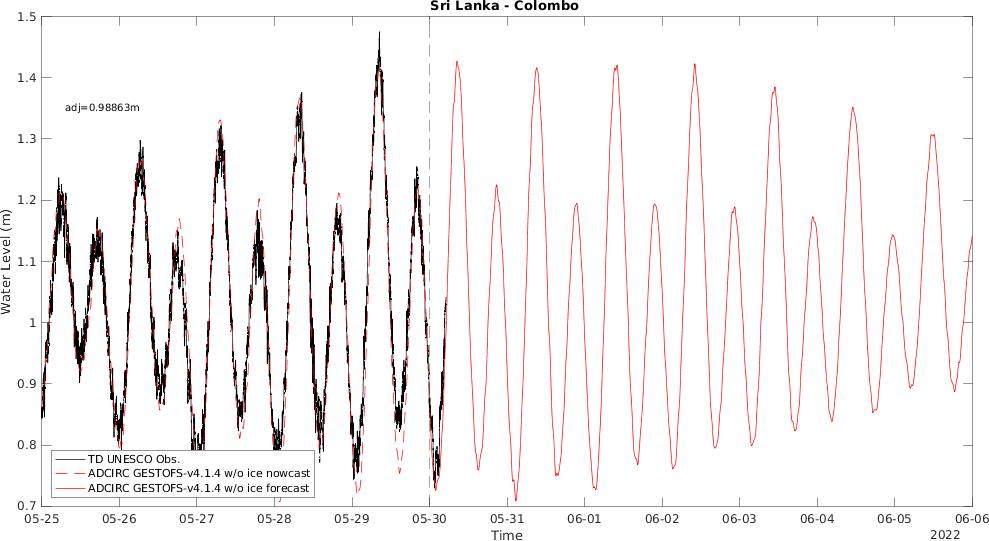 Sri Lanka - Colombo
1.5
1.4
1.3
1.2
1.1
1
0.9
0.8
0.7
Water Level (m)
adj=0.98863m
TD UNESCO Obs.
ADCIRC GESTOFS-v4.1.4 w/o ice nowcast
ADCIRC GESTOFS-v4.1.4 w/o ice forecast
05-25 05-26 05-27 05-28 05-29 05-30 05-31 06-01 06-02 06-03 06-04 06-05 06-06
Time
2022